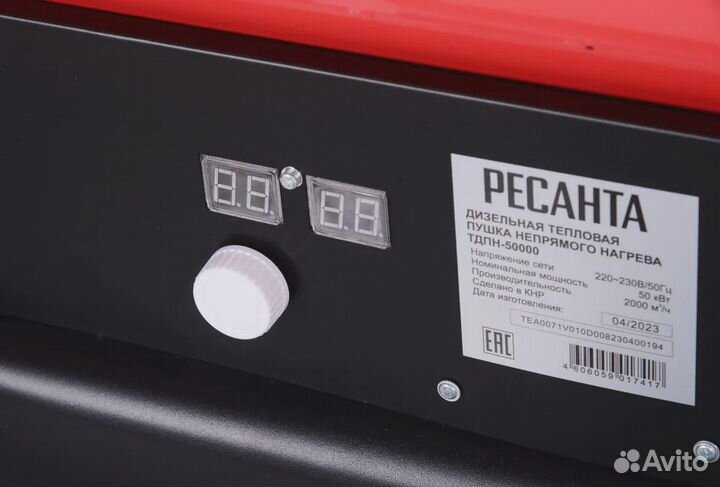 8.8. 8.8.
РЕСАНТА
ДИЗЕЛЬНАЯ ТЕПЛОВАЯ
ПУШКА НЕПРЯМОГО НАГРЕВА
ТДПН-50000
Напряжение сети 220~230В/50Гц
Номинальная мощность 50 кВт
Производительность 2000 м³/ч
Сделано в КНР
Дата изготовления: 04/2023
TEA0071V010D008230400194
EAC
4 606059 017417
Avito